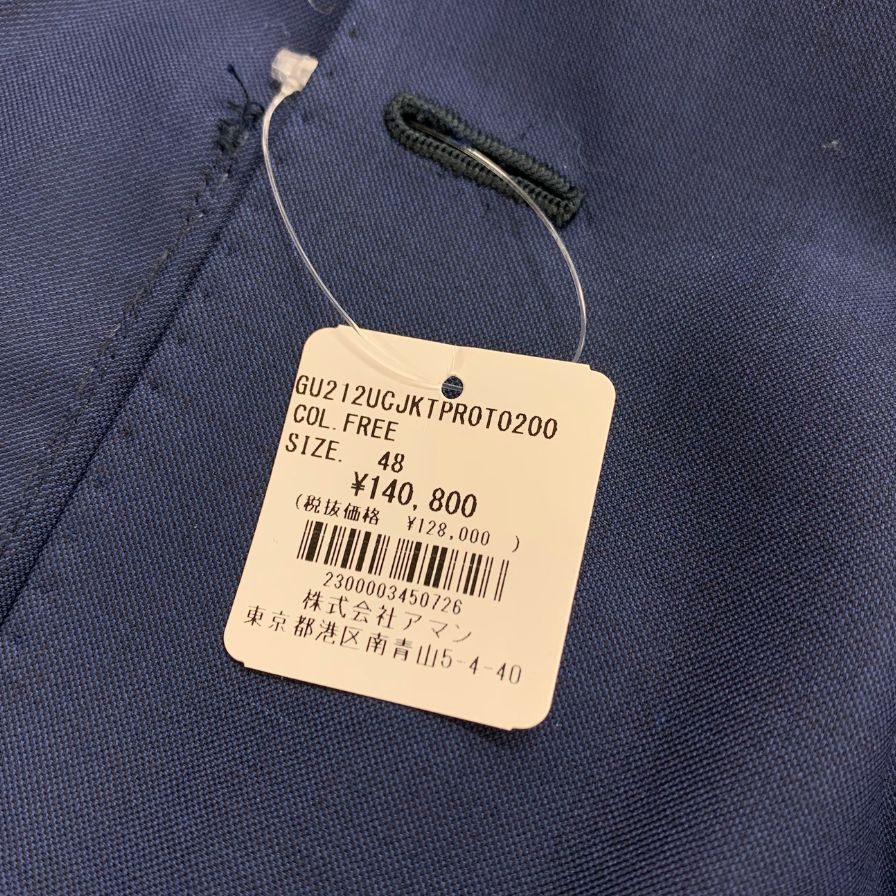 GU212UCJKTPROTO200
COL.FREE
SIZE. 48
¥140,800
(税抜価格 ¥128,000 )
2300003450726
株式会社アマン
東京都港区南青山5-4-40